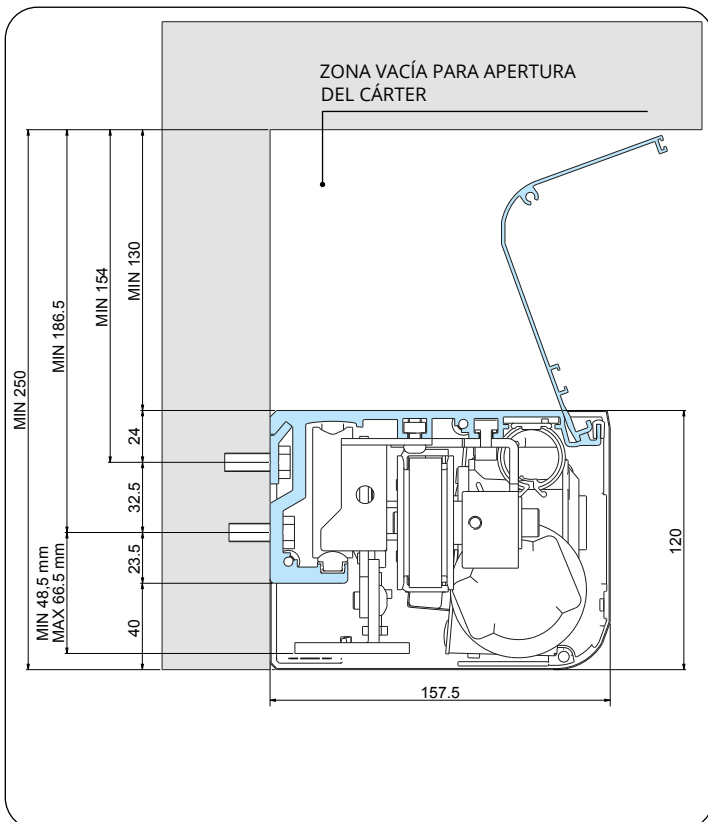 ZONA VACÍA PARA APERTURA
DEL CÁRTER
MIN 250
MIN 186.5
MIN 154
MIN 130
24
32.5
23.5
40
MIN 48,5 mm
MAX 66.5 mm
120
157.5